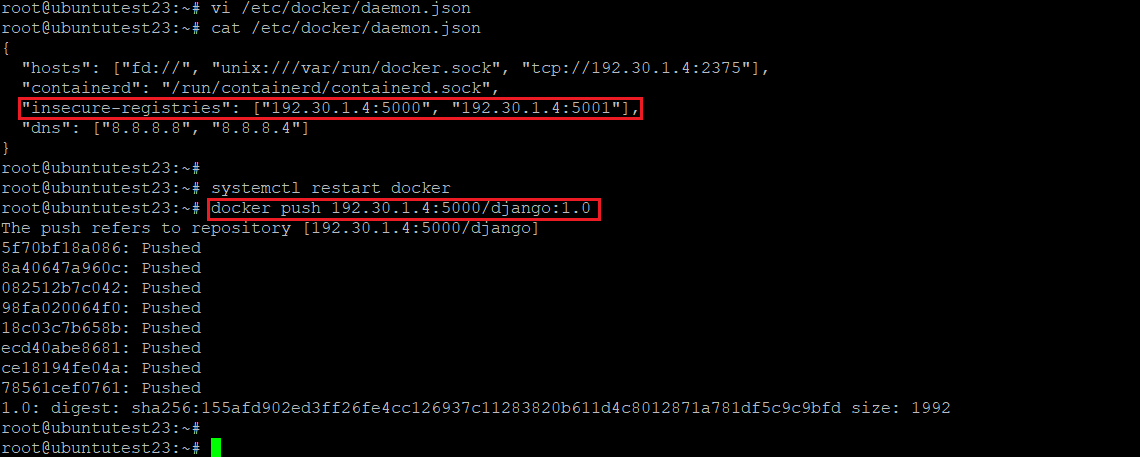 root@ubuntutest23:~# vi /etc/docker/daemon.json
root@ubuntutest23:~# cat /etc/docker/daemon.json
{
  "hosts": ["fd://", "unix:///var/run/docker.sock", "tcp://192.30.1.4:2375"],
  "containerd": "/run/containerd/containerd.sock",
  "insecure-registries": ["192.30.1.4:5000", "192.30.1.4:5001"],
  "dns": ["8.8.8.8", "8.8.8.4"]
}
root@ubuntutest23:~#
root@ubuntutest23:~# systemctl restart docker
root@ubuntutest23:~# docker push 192.30.1.4:5000/django:1.0
The push refers to repository [192.30.1.4:5000/django]
5f70bf18a086: Pushed
8a40647a960c: Pushed
082512b7c042: Pushed
98fa020064f0: Pushed
18c03c7b658b: Pushed
ecd40abe8681: Pushed
ce18194fe04a: Pushed
78561cef0761: Pushed
1.0: digest: sha256:155afd902ed3ff26fe4cc126937c11283820b611d4c8012871a781df5c9c9bfd size: 1992
root@ubuntutest23:~#
root@ubuntutest23:~#